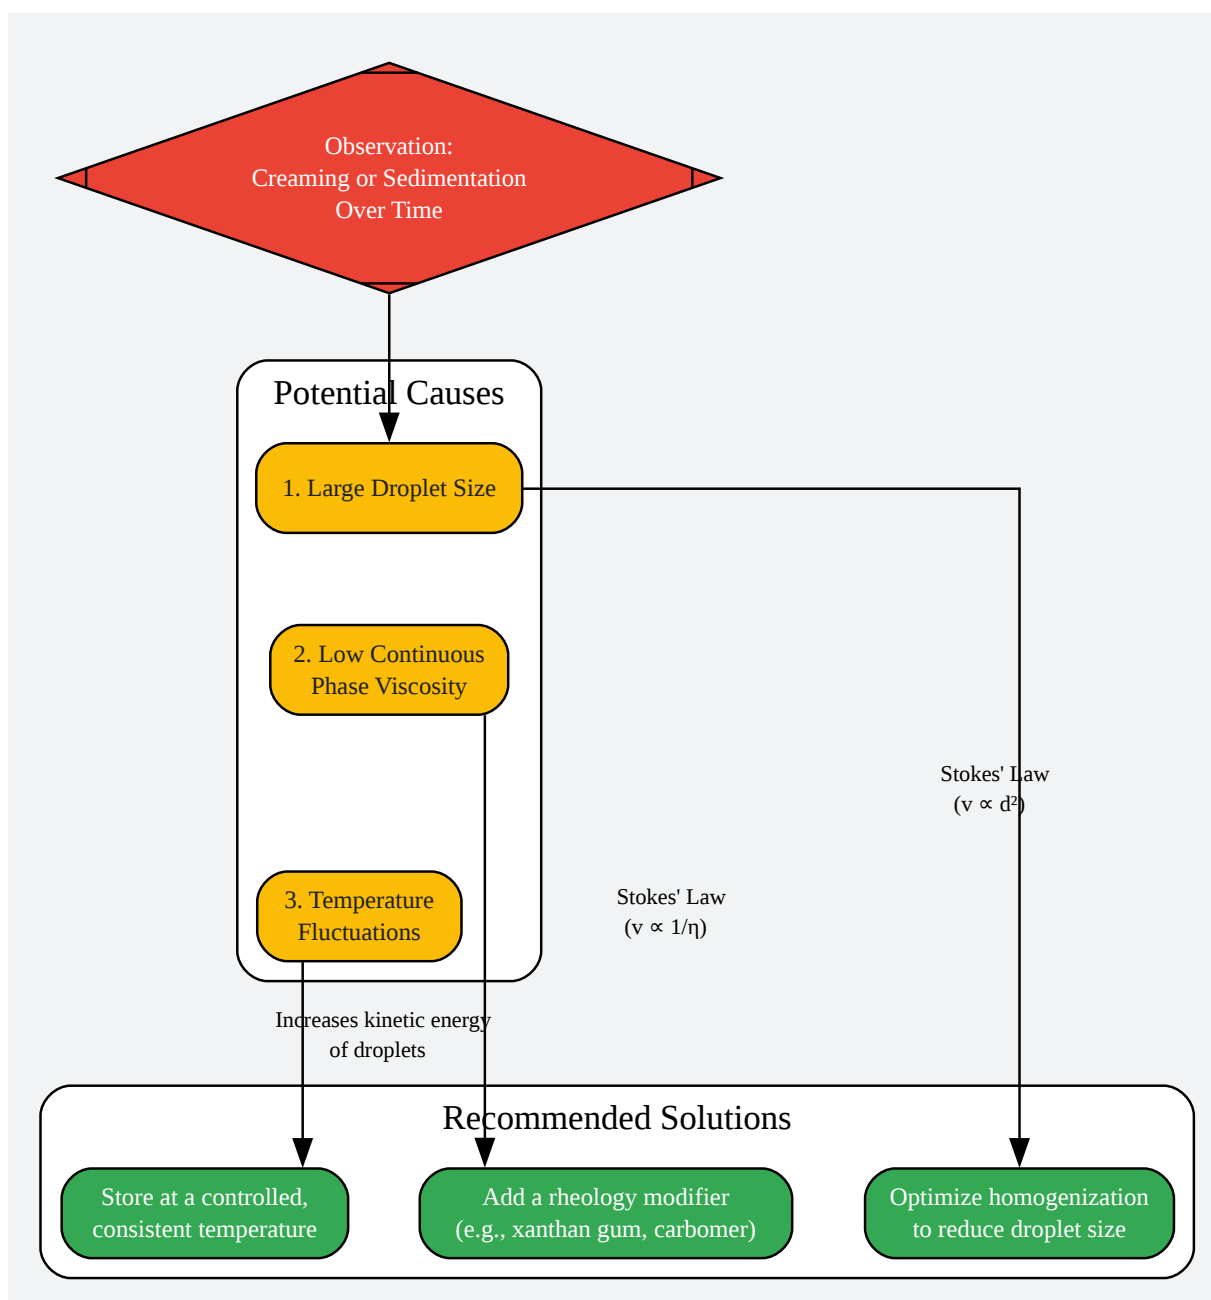 Observation:
Creaming or Sedimentation
Over Time
Potential Causes
1. Large Droplet Size
2. Low Continuous
Phase Viscosity
Stokes' Law
(v ∝ d²)
3. Temperature
Fluctuations
Stokes' Law
(v ∝ 1/η)
Increases kinetic energy
of droplets
Recommended Solutions
Store at a controlled,
consistent temperature
Add a rheology modifier
(e.g., xanthan gum, carbomer)
Optimize homogenization
to reduce droplet size